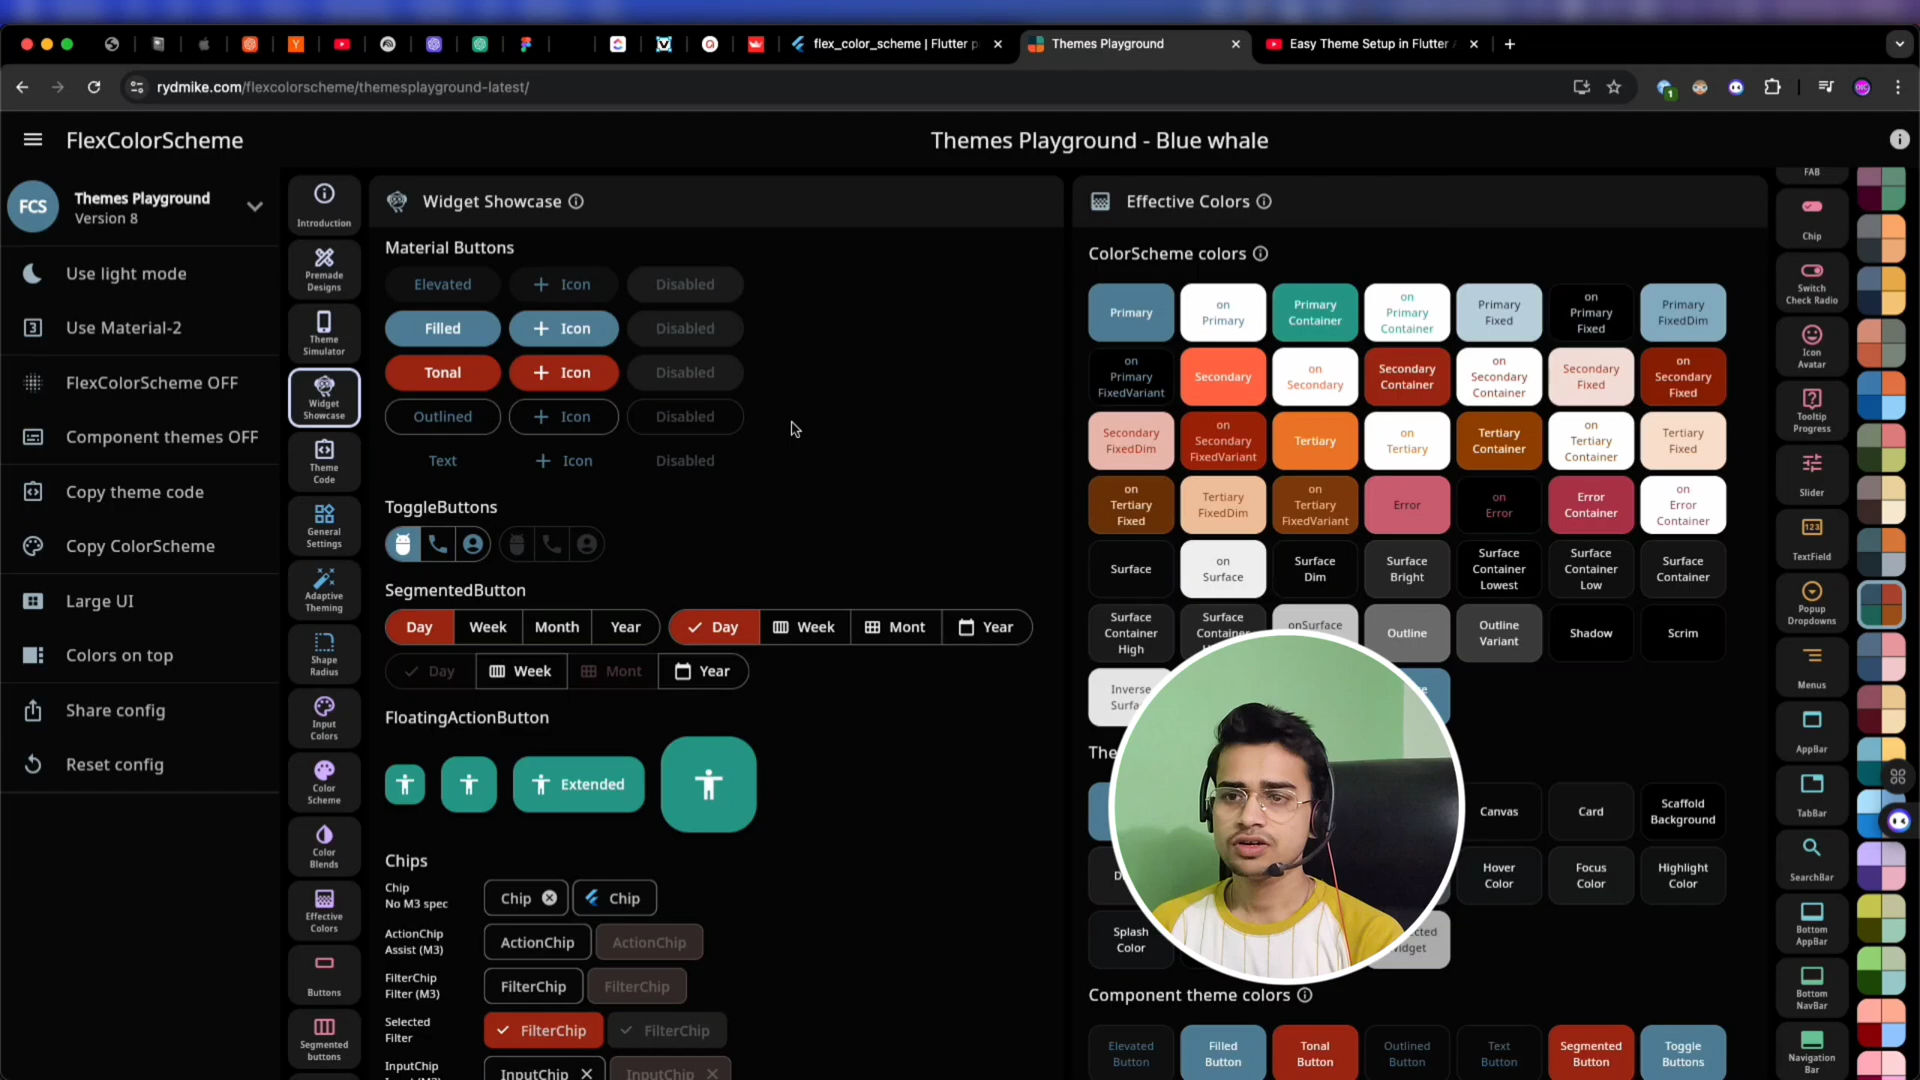 flex_color_scheme | Flutter p
Themes Playground
Easy Theme Setup in Flutter
rydmike.com/flexcolorscheme/themesplayground-latest/
1
FlexColorScheme
Themes Playground - Blue whale
FCS
Themes Playground
Version 8
Use light mode
Use Material-2
FlexColorScheme OFF
Component themes OFF
Copy theme code
Copy ColorScheme
Large UI
Colors on top
Share config
Reset config
Introduction
Premade
Designs
Theme
Simulator
Widget
Showcase
Theme
Code
General
Settings
Adaptive
Theming
Shape
Radius
Input
Colors
Color
Scheme
Color
Blends
Effective
Colors
Buttons
Segmented
buttons
Widget Showcase
Material Buttons
Elevated
Icon
Disabled
Filled
Icon
Disabled
Tonal
Icon
Disabled
Outlined
Icon
Disabled
Text
Icon
Disabled
ToggleButtons
SegmentedButton
Day
Week
Month
Year
Day
Week
Mont
Year
Day
Week
Mont
Year
FloatingActionButton
Extended
Chips
Chip
No M3 spec
Chip
Chip
ActionChip
Assist (M3)
ActionChip
ActionChip
FilterChip
Filter (M3)
FilterChip
FilterChip
Selected
Filter
FilterChip
FilterChip
InputChip
InputChip
InputChip
Effective Colors
ColorScheme colors
Primary
on
Primary
Primary
Container
on
Primary
Container
Primary
Fixed
on
Primary
Fixed
Primary
FixedDim
on
Primary
FixedVariant
Secondary
on
Secondary
Secondary
Container
on
Secondary
Container
Secondary
Fixed
on
Secondary
Fixed
Secondary
FixedDim
on
Secondary
FixedVariant
Tertiary
on
Tertiary
Tertiary
Container
on
Tertiary
Container
Tertiary
Fixed
on
Tertiary
Fixed
Tertiary
FixedDim
on
Tertiary
FixedVariant
Error
on
Error
Error
Container
on
Error
Container
Surface
on
Surface
Surface
Dim
Surface
Bright
Surface
Container
Lowest
Surface
Container
Low
Surface
Container
Surface
Container
High
Surface
Container
onSurface
Outline
Outline
Variant
Shadow
Scrim
Inverse
Canvas
Card
Scaffold
Background
Hover
Color
Focus
Color
Highlight
Color
Splash
Color
Component theme colors
Elevated
Button
Filled
Button
Tonal
Button
Outlined
Button
Text
Button
Segmented
Button
Toggle
Buttons
FAB
Chip
Switch
Check Radio
Icon
Avatar
Tooltip
Progress
Slider
123
TextField
Popup
Dropdowns
Menus
AppBar
TabBar
SearchBar
Bottom
AppBar
Bottom
NavBar
Navigation
Bar